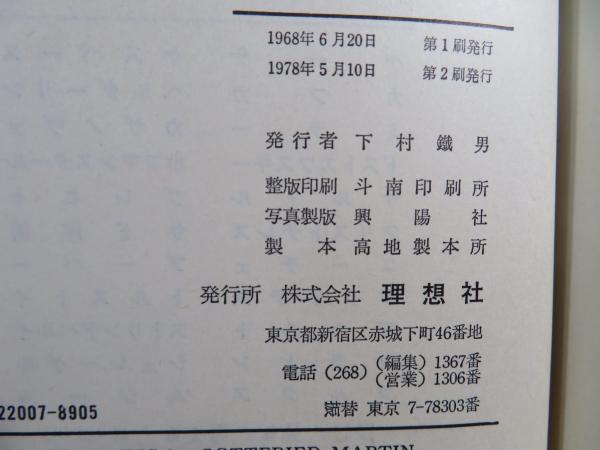 1968年6月20日 第1刷発行
1978年5月10日 第2刷発行
発行者 下村鐵男
整版印刷 斗南印刷所
写真製版 興陽社
製本 高地製本所
発行所 株式会社 理想社
東京都新宿区赤城下町46番地
電話(268)(編集)1367番
(営業)1306番
振替 東京 7-78303番
22007-8905
GOTTFRIED MARTIN